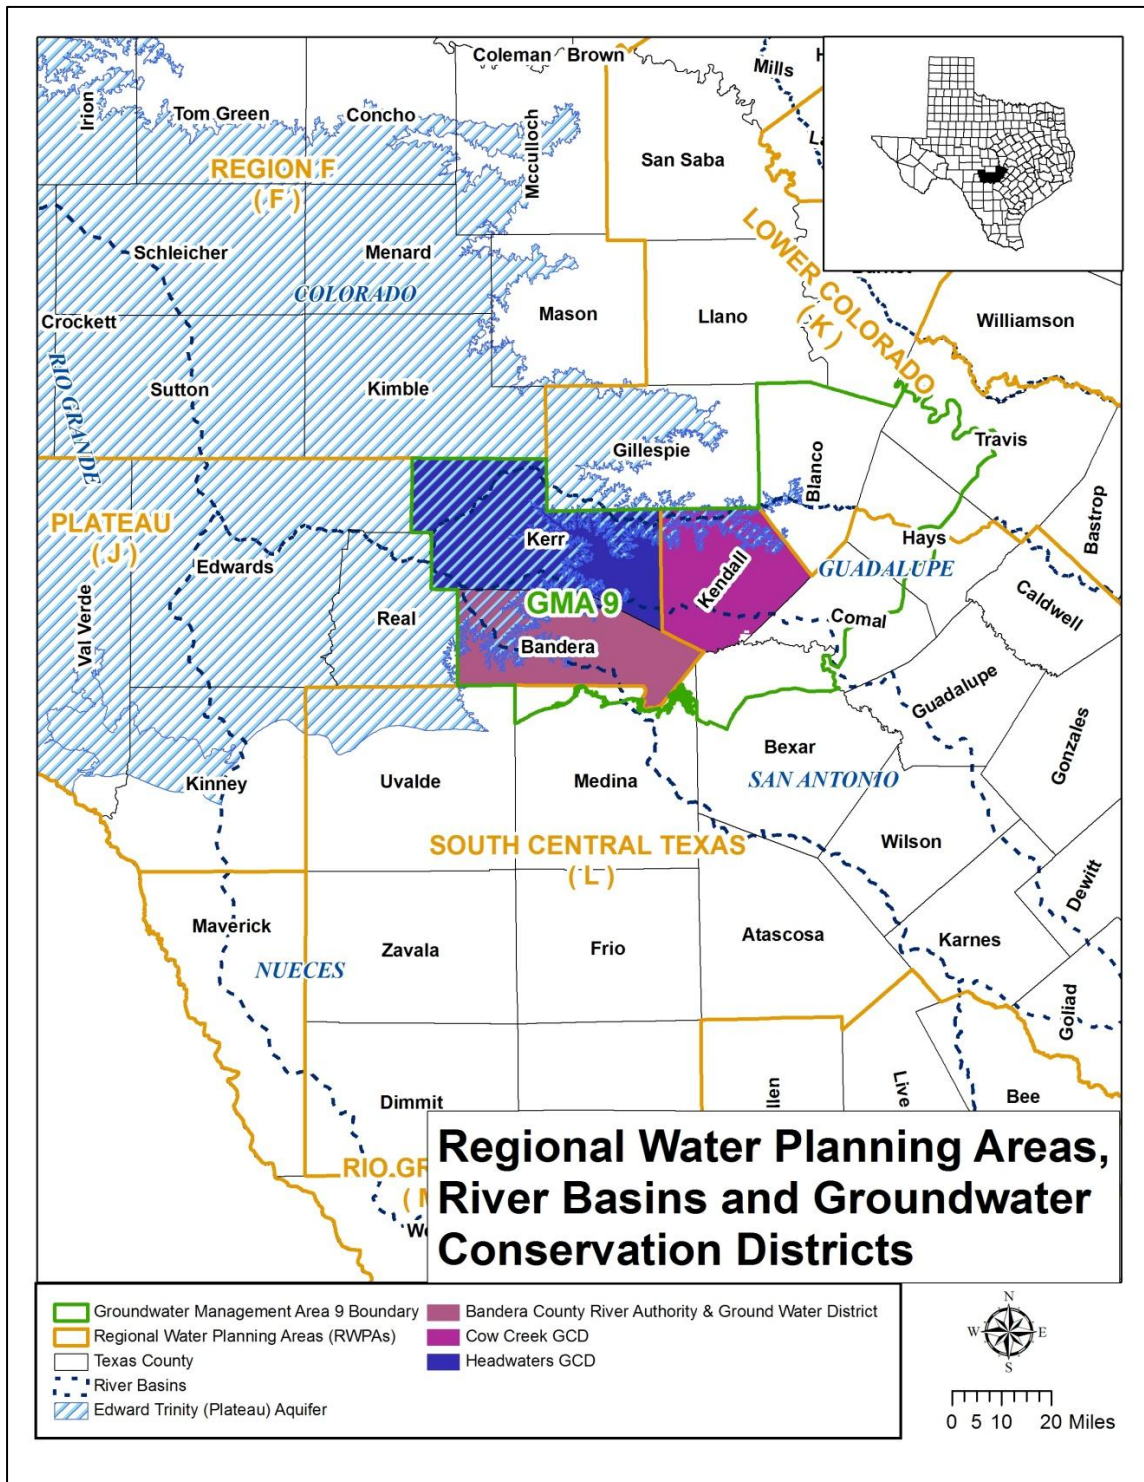 Coleman
Brown
Mills
Irion
Tom Green
Concho
Mcculloch
San Saba
REGION F
( F )
LOWER COLORADO
( K )
Schleicher
Menard
COLORADO
Crockett
Mason
Llano
Williamson
RIO GRANDE
Sutton
Kimble
Gillespie
Blanco
Travis
Bastrop
PLATEAU
( J )
Edwards
Kerr
Kendall
Hays
GUADALUPE
Caldwell
Val Verde
Real
GMA 9
Bandera
Comal
Guadalupe
Gonzales
Kinney
Uvalde
Medina
Bexar
SAN ANTONIO
SOUTH CENTRAL TEXAS
( L )
Wilson
Dewitt
Maverick
Zavala
Frio
Atascosa
Karnes
NUECES
Goliad
Dimmit
llen
Live
Bee
RIO GR
( M
We
Regional Water Planning Areas,
River Basins and Groundwater
Conservation Districts
Groundwater Management Area 9 Boundary
Regional Water Planning Areas (RWPAs)
Texas County
River Basins
Edward Trinity (Plateau) Aquifer
Bandera County River Authority & Ground Water District
Cow Creek GCD
Headwaters GCD
N
W
E
S
0 5 10 20 Miles